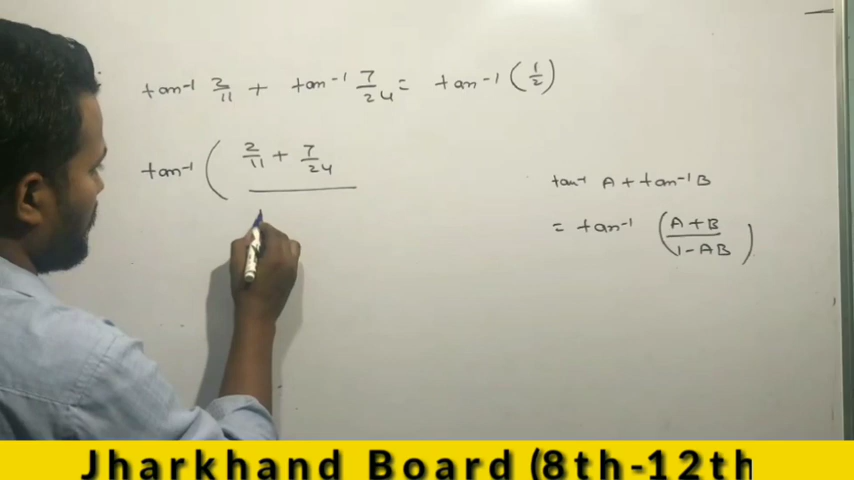 tan⁻¹ 2/11 + tan⁻¹ 7/24 = tan⁻¹ (1/2)
tan⁻¹ ( 2/11 + 7/24
tan⁻¹ A + tan⁻¹ B
= tan⁻¹ ( A + B / 1 - AB )
Jharkhand Board (8th-12th